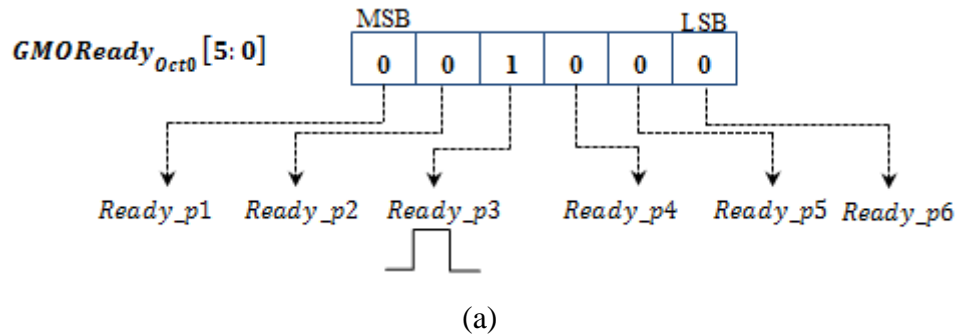 MSB LSB
GMOReady_Oct0 [5: 0]
0 0 1 0 0 0
Ready_p1 Ready_p2 Ready_p3 Ready_p4 Ready_p5 Ready_p6
(a)